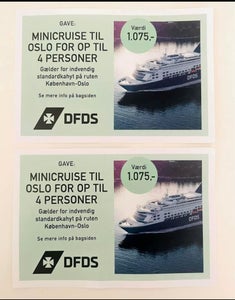 GAVE:
MINICRUISE TIL
OSLO FOR OP TIL
4 PERSONER
Gælder for indvendig
standardkahyt på ruten
København-Oslo
Se mere info på bagsiden
DFDS
Værdi
1.075,-
DFDS
GAVE:
MINICRUISE TIL
OSLO FOR OP TIL
4 PERSONER
Gælder for indvendig
standardkahyt på ruten
København-Oslo
Se mere info på bagsiden
DFDS
Værdi
1.075,-
DFDS